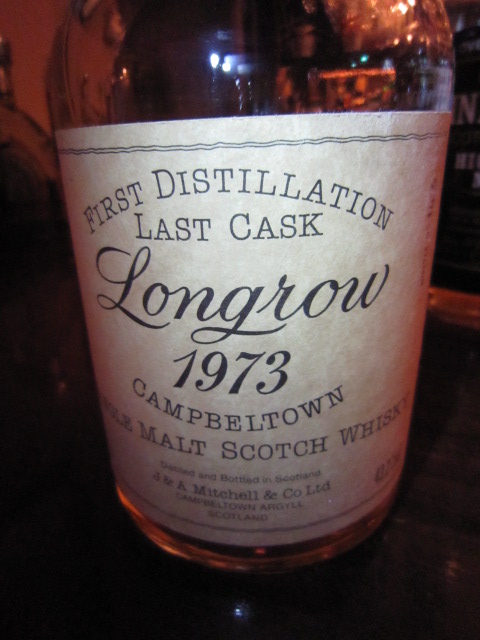 First Distillation
Last Cask
Longrow
1973
Campbeltown
Malt Scotch Whisky
Distilled and Bottled in Scotland
J & A Mitchell & Co Ltd
Campbeltown Argyll
Scotland